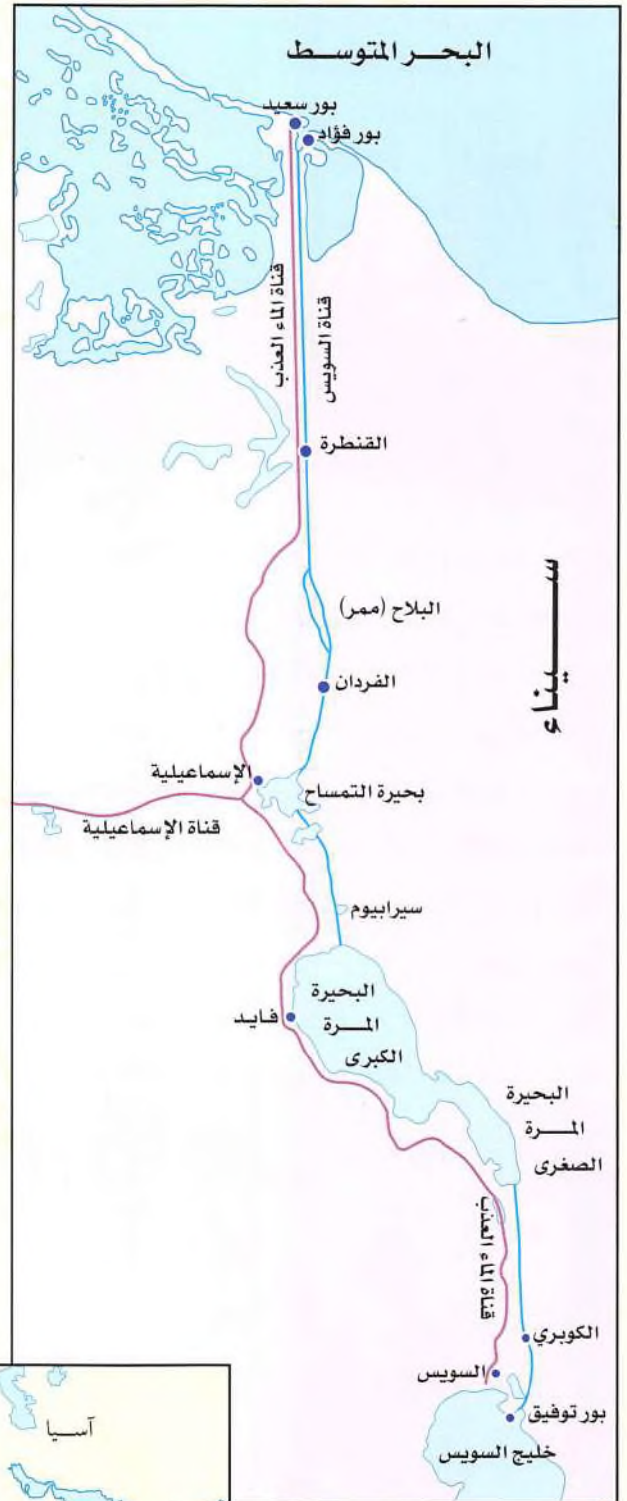 البحر المتوسط
بور سعيد
بور فؤاد
قناة الماء العذب
قناة السويس
القنطرة
سيناء
البلاح (ممر)
الفردان
الإسماعيلية
بحيرة التمساح
قناة الإسماعيلية
سيرابيوم
البحيرة
المرة
الكبرى
فايد
البحيرة
المرة
الصغرى
قناة الماء العذب
الكوبري
السويس
بور توفيق
خليج السويس
آسيا